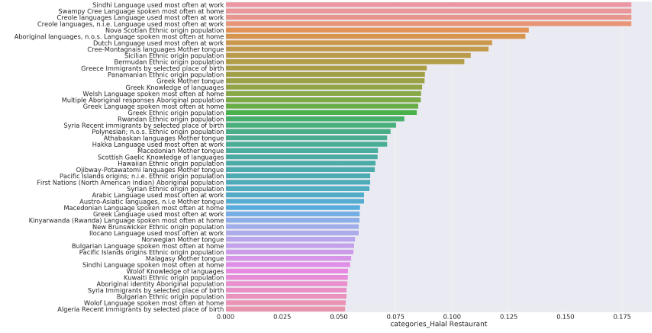 Sindhi Language used most often at work
Swampy Cree Language spoken most often at home
Creole languages Language used most often at work
Creole languages, n.i.e. Language used most often at work
Nova Scotian Ethnic origin population
Aboriginal languages, n.o.s. Language spoken most often at home
Dutch Language used most often at work
Cree-Montagnais languages Mother tongue
Sicilian Ethnic origin population
Bermudan Ethnic origin population
Greece Immigrants by selected place of birth
Panamanian Ethnic origin population
Greek Mother tongue
Greek Knowledge of languages
Welsh Language spoken most often at home
Multiple Aboriginal responses Aboriginal population
Greek Language spoken most often at home
Greek Ethnic origin population
Rwandan Ethnic origin population
Syria Recent immigrants by selected place of birth
Polynesian; n.o.s. Ethnic origin population
Athabaskan languages Mother tongue
Hakka Language used most often at work
Macedonian Mother tongue
Scottish Gaelic Knowledge of languages
Hawaiian Ethnic origin population
Ojibway-Potawatomi languages Mother tongue
Pacific Islands origins; n.i.e. Ethnic origin population
First Nations (North American Indian) Aboriginal population
Syrian Ethnic origin population
Arabic Language used most often at work
Austro-Asiatic languages, n.i.e Mother tongue
Macedonian Language spoken most often at home
Greek Language used most often at work
Kinyarwanda (Rwanda) Language spoken most often at home
New Brunswicker Ethnic origin population
Ilocano Language used most often at work
Norwegian Mother tongue
Bulgarian Language spoken most often at home
Pacific Islands origins Ethnic origin population
Malagasy Mother tongue
Sindhi Language spoken most often at home
Wolof Knowledge of languages
Kuwaiti Ethnic origin population
Aboriginal identity Aboriginal population
Syria Immigrants by selected place of birth
Bulgarian Ethnic origin population
Wolof Language spoken most often at home
Algeria Recent immigrants by selected place of birth
0.000 0.025 0.050 0.075 0.100 0.125 0.150 0.175
categories_Halal Restaurant